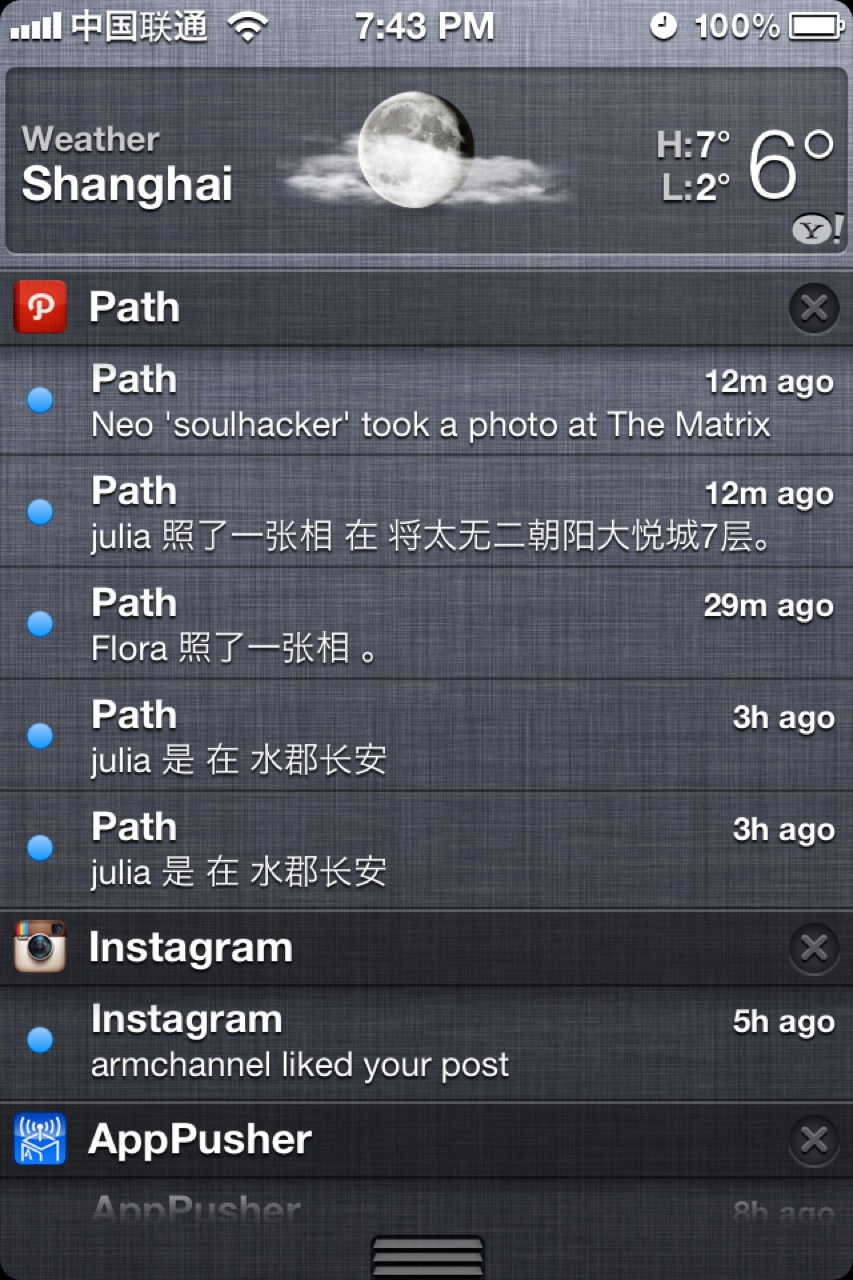 中国联通 7:43 PM 100%
Weather
Shanghai
H:7°
L:2°
6°
Y!
Path
Path 12m ago
Neo 'soulhacker' took a photo at The Matrix
Path 12m ago
julia 照了一张相 在 将太无二朝阳大悦城7层。
Path 29m ago
Flora 照了一张相 。
Path 3h ago
julia 是 在 水郡长安
Path 3h ago
julia 是 在 水郡长安
Instagram
Instagram 5h ago
armchannel liked your post
AppPusher
AppPusher 8h ago